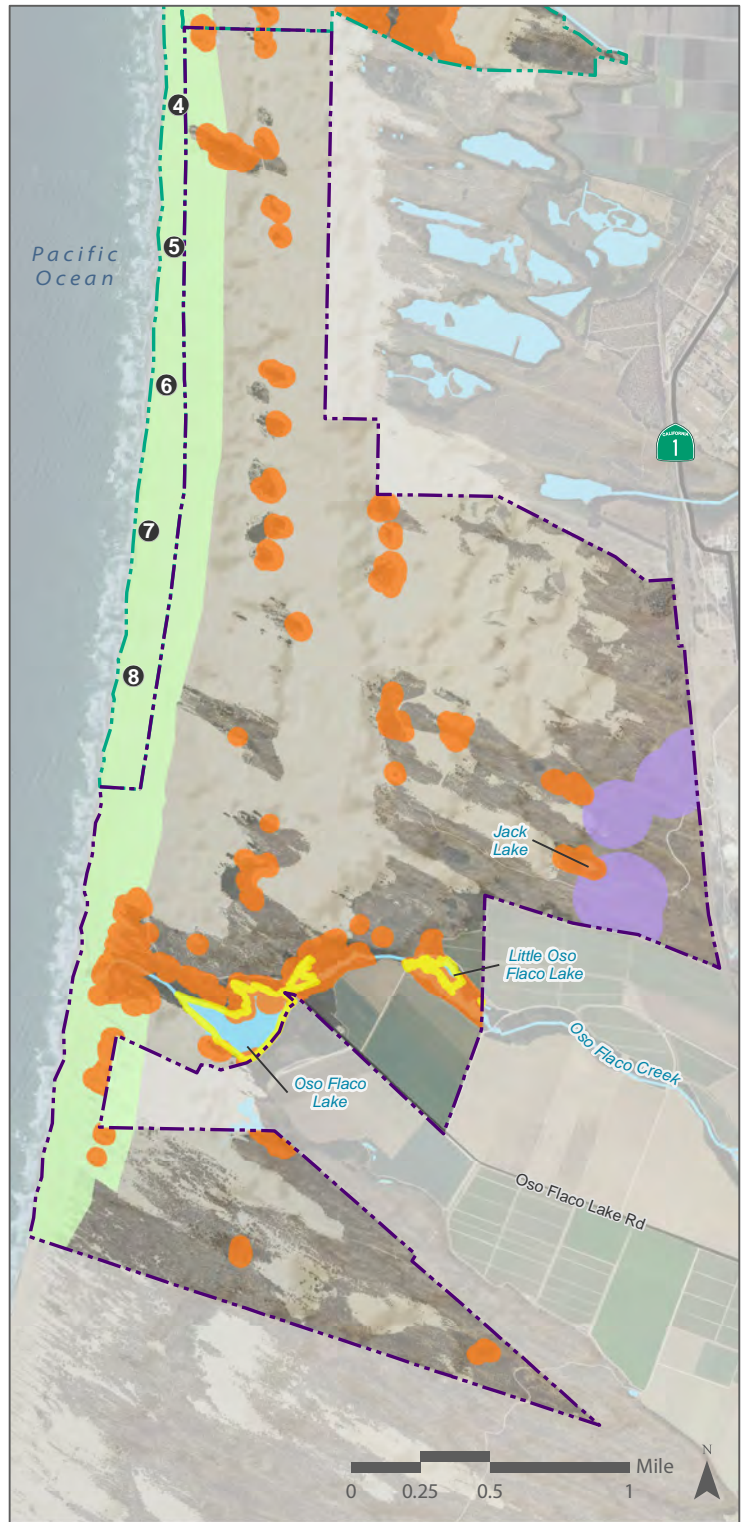 4
5
Pacific
Ocean
6
CALIFORNIA
1
7
8
Jack
Lake
Little Oso
Flaco Lake
Oso Flaco Creek
Oso Flaco
Lake
Oso Flaco Lake Rd
N
Mile
0 0.25 0.5 1